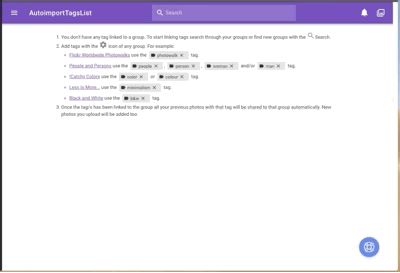 AutoimportTagsList
Search
1. You don't have any tag linked to a group. To start linking tags search through your groups or find new groups with the Search.
2. Add tags with the icon of any group. For example:
Flickr Worldwide Photowalks use the photowalk × tag.
People and Persons use the people × , person × , woman × and/or man × tag.
!Catchy Colors use the color × or colour × tag.
Less is More... use the minimalism × tag
Black and White use the bw × tag.
3. Once the tag/s has been linked to the group all your previous photos with that tag will be shared to that group automatically. New
photos you upload will be added too